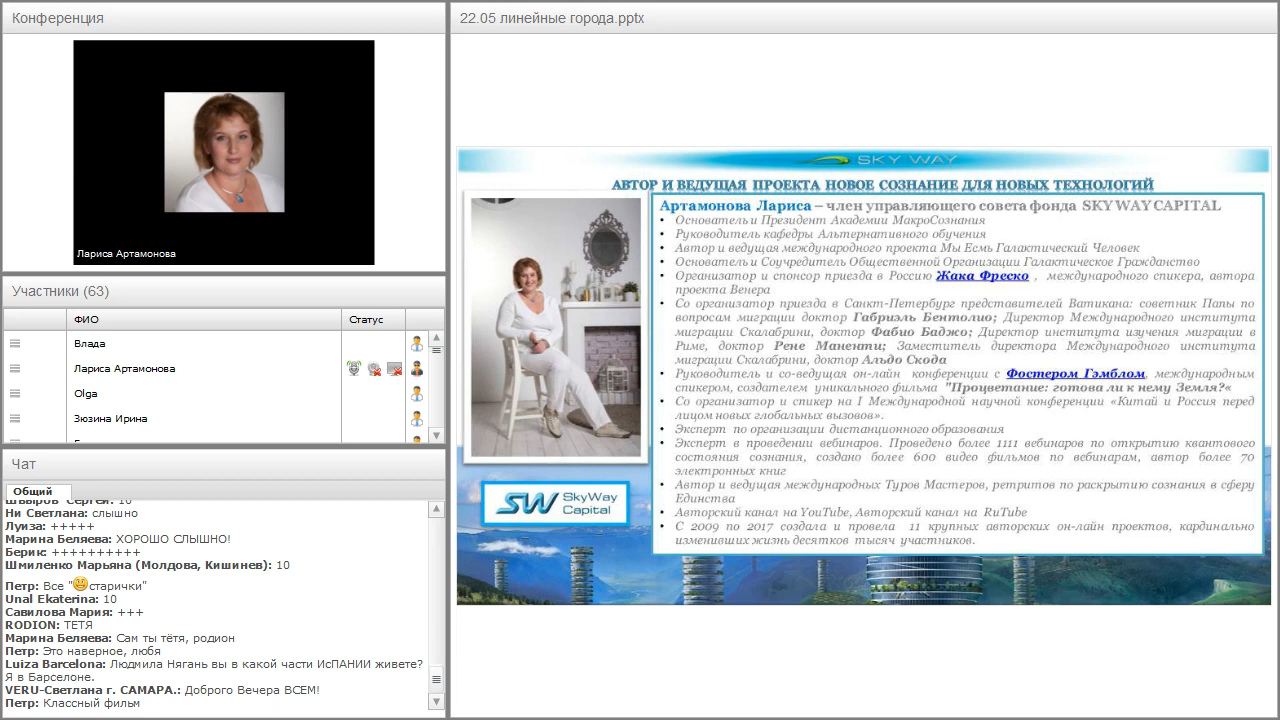 Конференция
Лариса Артамонова
Участники (63)
ФИО
Статус
Влада
Лариса Артамонова
Olga
Зюзина Ирина
Чат
Общий
Швыров Сергей: 10
Ни Светлана: слышно
Луиза: +++++
Марина Беляева: ХОРОШО СЛЫШНО!
Берик: ++++++++++
Шмиленко Марьяна (Молдова, Кишинев): 10
Петр: Все "старички"
Unal Ekaterina: 10
Савилова Мария: +++
RODION: ТЕТЯ
Марина Беляева: Сам ты тётя, родион
Петр: Это наверное, любя
Luiza Barcelona: Людмила Нягань вы в какой части ИсПАНИИ живете?
Я в Барселоне.
VERU-Светлана г. САМАРА.: Доброго Вечера ВСЕМ!
Петр: Классный фильм
22.05 линейные города.pptx
SKY WAY
АВТОР И ВЕДУЩАЯ ПРОЕКТА НОВОЕ СОЗНАНИЕ ДЛЯ НОВЫХ ТЕХНОЛОГИЙ
Артамонова Лариса – член управляющего совета фонда SKY WAY CAPITAL
• Основатель и Президент Академии МакроСознания
• Руководитель кафедры Альтернативного обучения
• Автор и ведущая международного проекта Мы Есмь Галактический Человек
• Основатель и Соучредитель Общественной Организации Галактическое Гражданство
• Организатор и спонсор приезда в Россию Жака Фреско , международного спикера, автора
проекта Венера
• Со организатор приезда в Санкт-Петербург представителей Ватикана: советник Папы по
вопросам миграции доктор Габриэль Бентолио; Директор Международного института
миграции Скалабрини, доктор Фабио Баджо; Директор института изучения миграции в
Риме, доктор Рене Маненти; Заместитель директора Международного института
миграции Скалабрини, доктор Альдо Скода
• Руководитель и со-ведущая он-лайн конференции с Фостером Гэмблом, международным
спикером, создателем уникального фильма "Процветание: готова ли к нему Земля?«
• Со организатор и спикер на I Международной научной конференции «Китай и Россия перед
лицом новых глобальных вызовов».
• Эксперт по организации дистанционного образования
• Эксперт в проведении вебинаров. Проведено более 1111 вебинаров по открытию квантового
состояния сознания, создано более 600 видео фильмов по вебинарам, автор более 70
электронных книг
• Автор и ведущая международных Туров Мастеров, ретритов по раскрытию сознания в сферу
Единства
• Авторский канал на YouTube, Авторский канал на RuTube
• С 2009 по 2017 создала и провела 11 крупных авторских он-лайн проектов, кардинально
изменивших жизнь десятков тысяч участников.
SW SkyWay
Capital